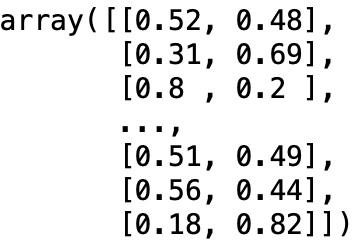 array([[0.52, 0.48],
       [0.31, 0.69],
       [0.8 , 0.2 ],
       ...,
       [0.51, 0.49],
       [0.56, 0.44],
       [0.18, 0.82]])